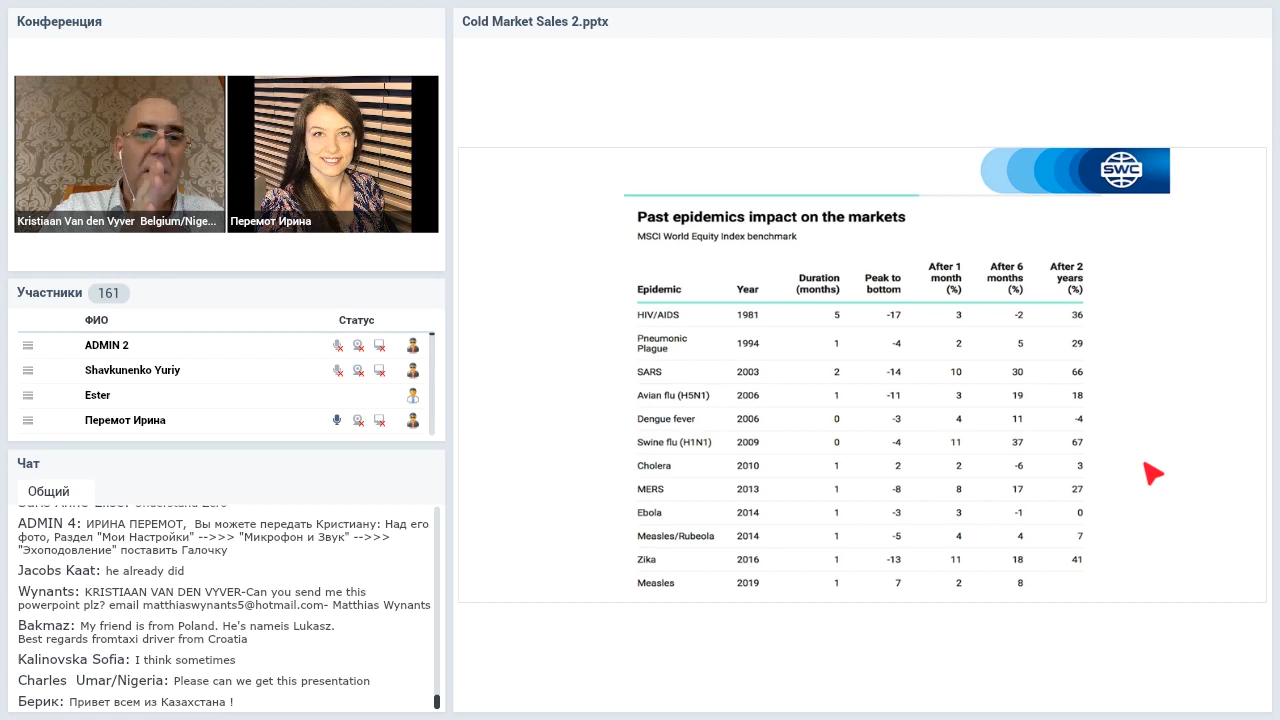 Конференция
Kristiaan Van den Vyver Belgium/Nige...
Перемот Ирина
Участники 161
ФИО Статус
ADMIN 2
Shavkunenko Yuriy
Ester
Перемот Ирина
Чат
Общий
ADMIN 4: ИРИНА ПЕРЕМОТ, Вы можете передать Кристиану: Над его
фото, Раздел "Мои Настройки" -->>> "Микрофон и Звук" -->>>
"Эхоподовление" поставить Галочку
Jacobs Kaat: he already did
Wynants: KRISTIAAN VAN DEN VYVER-Can you send me this
powerpoint plz? email matthiaswynants5@hotmail.com- Matthias Wynants
Bakmaz: My friend is from Poland. He's nameis Lukasz.
Best regards fromtaxi driver from Croatia
Kalinovska Sofia: I think sometimes
Charles Umar/Nigeria: Please can we get this presentation
Берик: Привет всем из Казахстана !
Cold Market Sales 2.pptx
SWC
Past epidemics impact on the markets
MSCI World Equity Index benchmark
Epidemic Year Duration (months) Peak to bottom After 1 month (%) After 6 months (%) After 2 years (%)
HIV/AIDS 1981 5 -17 3 -2 36
Pneumonic Plague 1994 1 -4 2 5 29
SARS 2003 2 -14 10 30 66
Avian flu (H5N1) 2006 1 -11 3 19 18
Dengue fever 2006 0 -3 4 11 -4
Swine flu (H1N1) 2009 0 -4 11 37 67
Cholera 2010 1 2 2 -6 3
MERS 2013 1 -8 8 17 27
Ebola 2014 1 -3 3 -1 0
Measles/Rubeola 2014 1 -5 4 4 7
Zika 2016 1 -13 11 18 41
Measles 2019 1 7 2 8